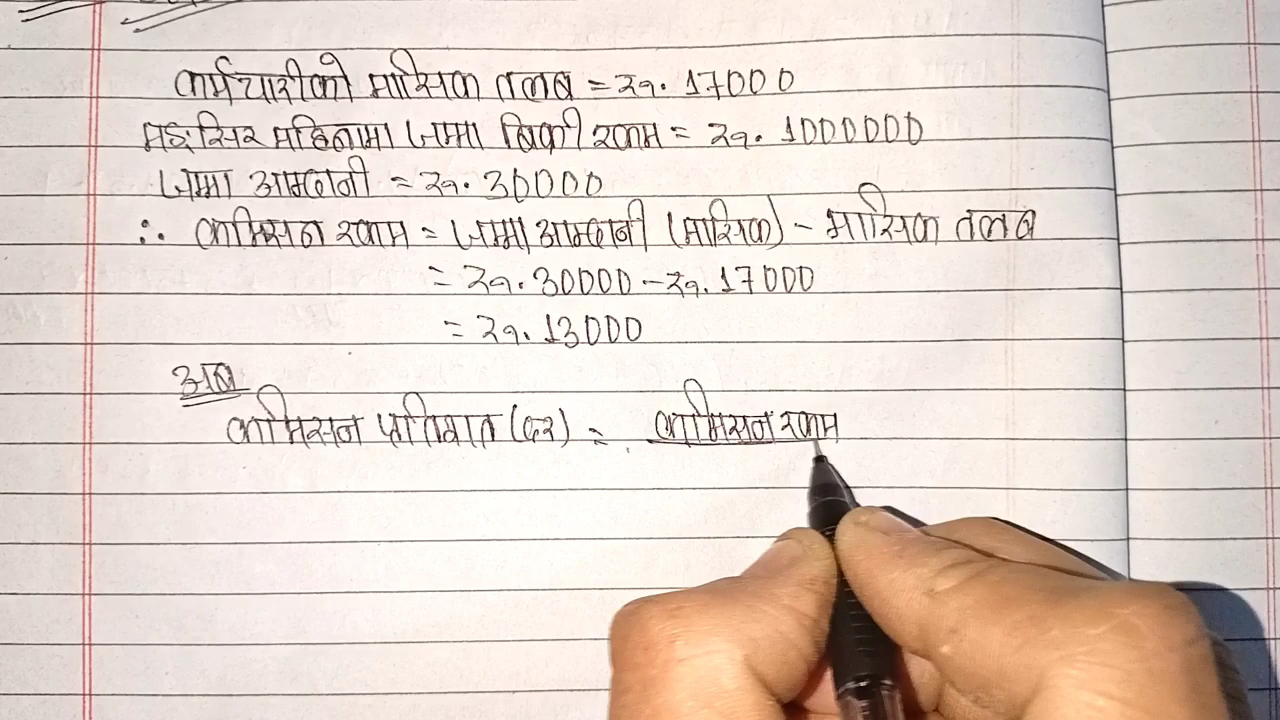 कर्मचारीको मासिक तलब = रु. 17000
मङ्सिर महिनामा जम्मा बिक्री रकम = रु. 1000000
जम्मा आम्दानी = रु. 30000
∴ कमिसन रकम = जम्मा आम्दानी (मासिक) - मासिक तलब
= रु. 30000 - रु. 17000
= रु. 13000
अब
कमिसन प्रतिशत (दर) = कमिसन रकम